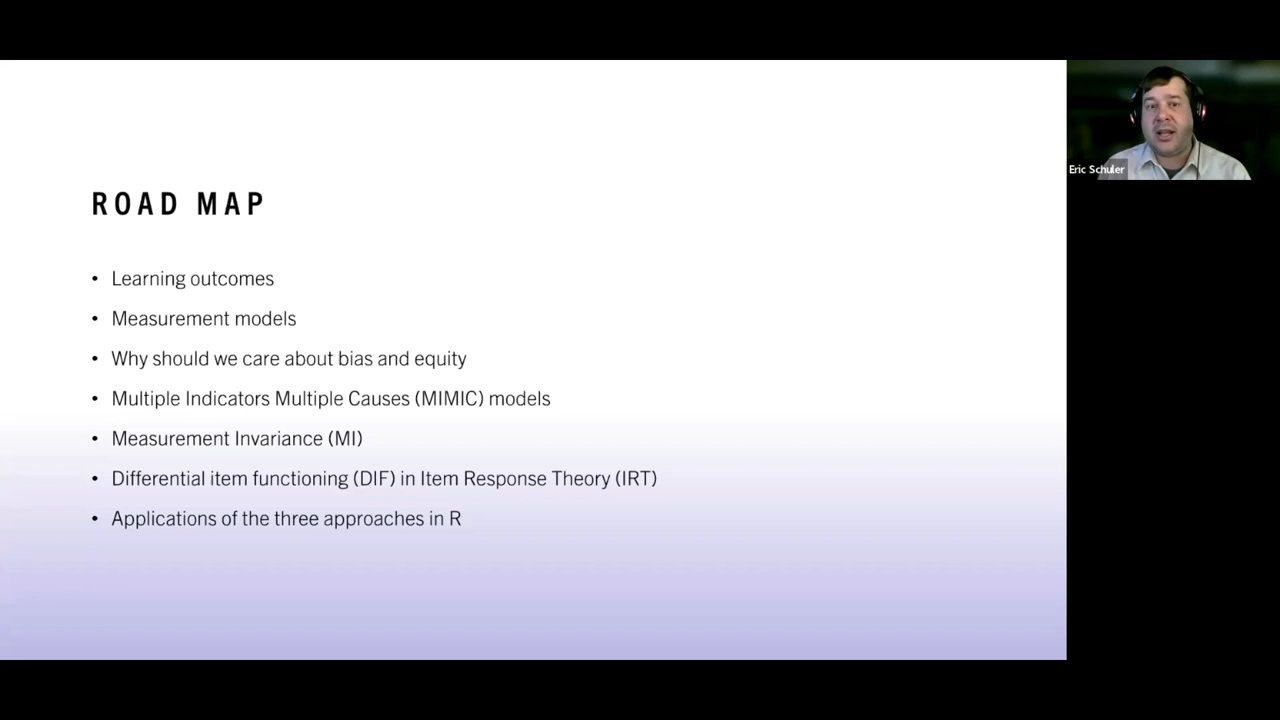 ROAD MAP
• Learning outcomes
• Measurement models
• Why should we care about bias and equity
• Multiple Indicators Multiple Causes (MIMIC) models
• Measurement Invariance (MI)
• Differential item functioning (DIF) in Item Response Theory (IRT)
• Applications of the three approaches in R
Eric Schuler